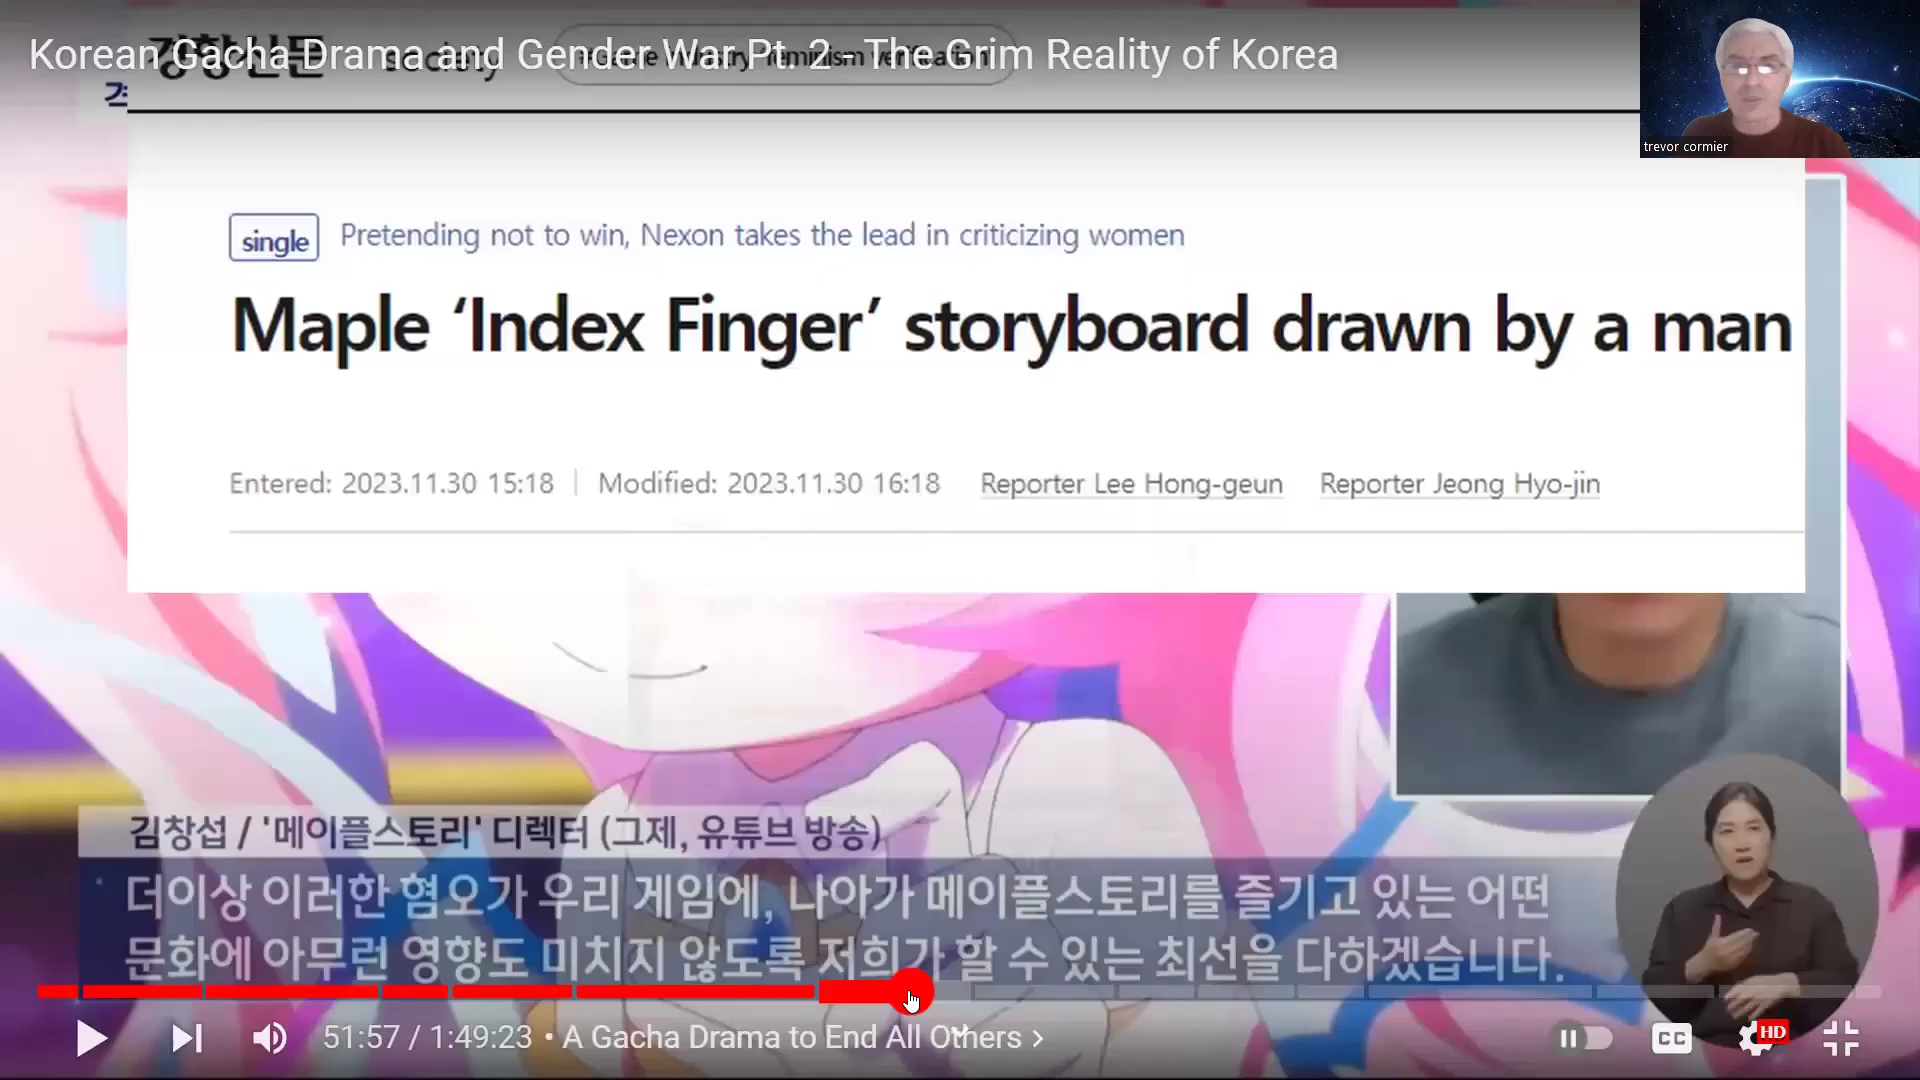 Korean Gacha Drama and Gender War Pt. 2 - The Grim Reality of Korea
경향신문 society
trevor cormier
single Pretending not to win, Nexon takes the lead in criticizing women
Maple ‘Index Finger’ storyboard drawn by a man
Entered: 2023.11.30 15:18 | Modified: 2023.11.30 16:18 Reporter Lee Hong-geun Reporter Jeong Hyo-jin
김창섭 / '메이플스토리' 디렉터 (그제, 유튜브 방송)
더이상 이러한 혐오가 우리 게임에, 나아가 메이플스토리를 즐기고 있는 어떤
문화에 아무런 영향도 미치지 않도록 저희가 할 수 있는 최선을 다하겠습니다.
51:57 / 1:49:23 • A Gacha Drama to End All Others >
CC
HD